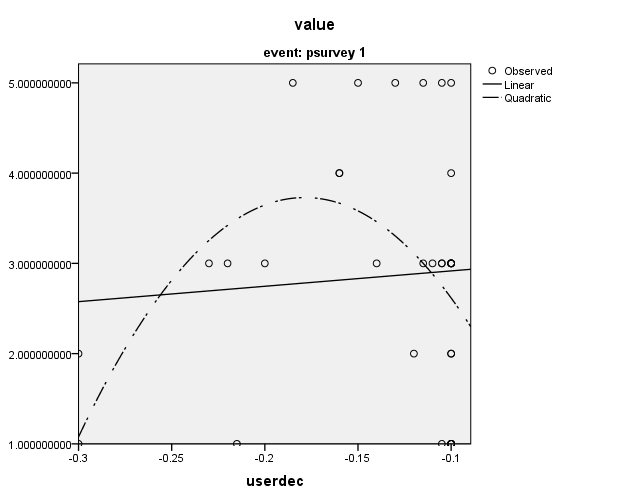 value
event: psurvey 1
5.000000000
4.000000000
3.000000000
2.000000000
1.000000000
-0.3
-0.25
-0.2
-0.15
-0.1
userdec
Observed
Linear
Quadratic